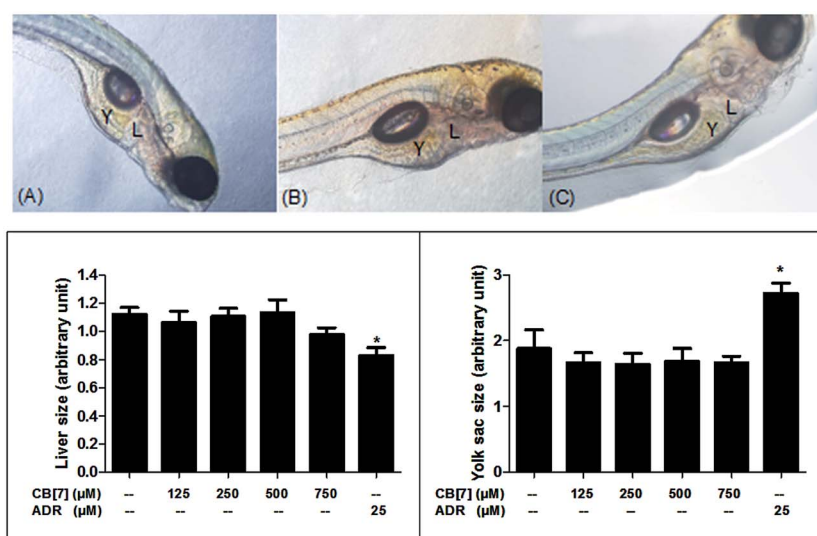 Y L (A)
Y L (B)
Y L (C)
Liver size (arbitrary unit)
1.4
1.2
1.0
0.8
0.6
0.4
0.2
0.0
*
CB[7] (µM) -- 125 250 500 750 --
ADR (µM) -- -- -- -- -- 25
Yolk sac size (arbitrary unit)
3
2
1
0
*
CB[7] (µM) -- 125 250 500 750 --
ADR (µM) -- -- -- -- -- 25